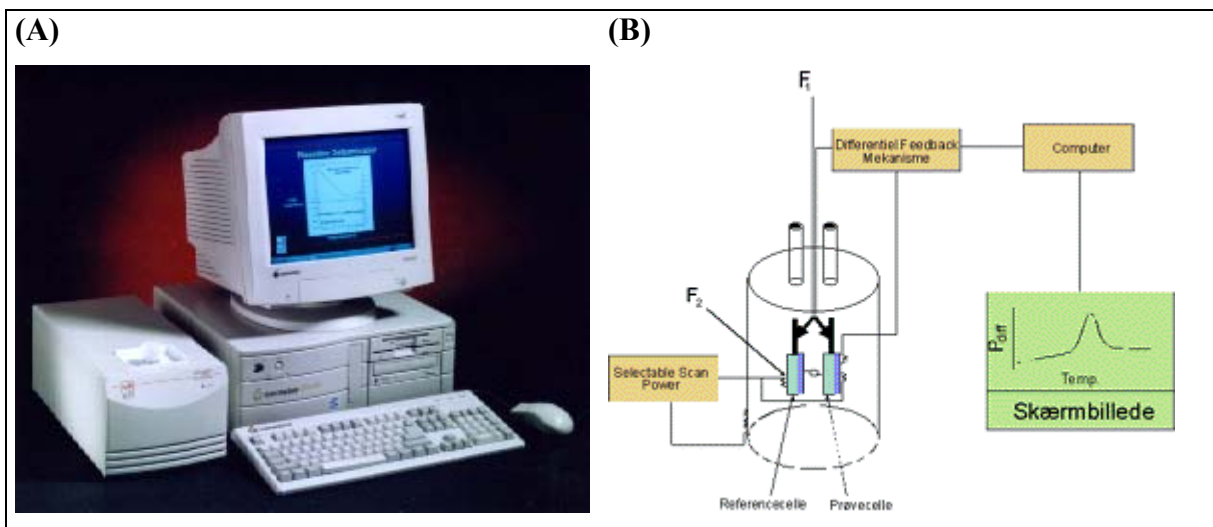 (A)
(B)
F1
Differentiel Feedback
Mekanisme
Computer
F2
Selectable Scan
Power
Pdiff
Temp.
Skærmbillede
Referencecelle
Prøvecelle